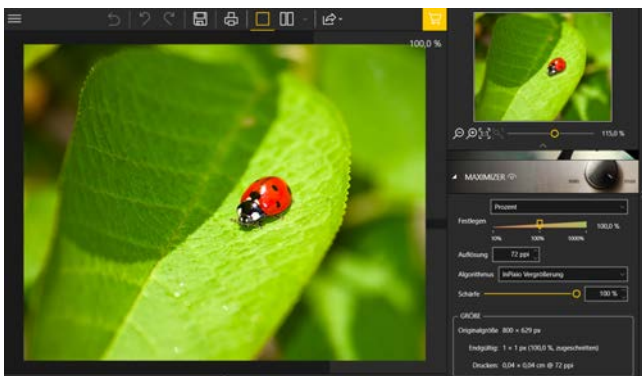 100,0 %
115,0 %
MAXIMIZER
Prozent
Festlegen
100,0 %
10% 100% 1000%
Auflösung 72 ppi
Algorithmus InPixio Vergrößerung
Schärfe 100 %
GRÖßE
Originalgröße 800 × 629 px
Endgültig: 1 × 1 px (100,0 %, zugeschnitten)
Drucken: 0,04 × 0,04 cm @ 72 ppi